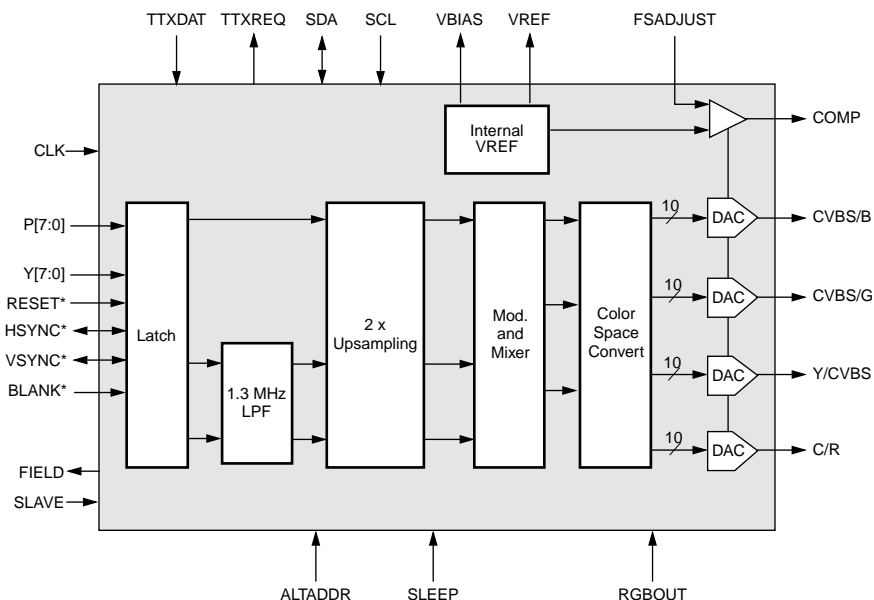 TTXDAT TTXREQ SDA SCL VBIAS VREF FSADJUST
Internal
VREF
COMP
CLK
P[7:0]
Y[7:0]
RESET*
HSYNC*
VSYNC*
BLANK*
FIELD
SLAVE
Latch
1.3 MHz
LPF
2 x
Upsampling
Mod.
and
Mixer
Color
Space
Convert
10 DAC CVBS/B
10 DAC CVBS/G
10 DAC Y/CVBS
10 DAC C/R
ALTADDR SLEEP RGBOUT